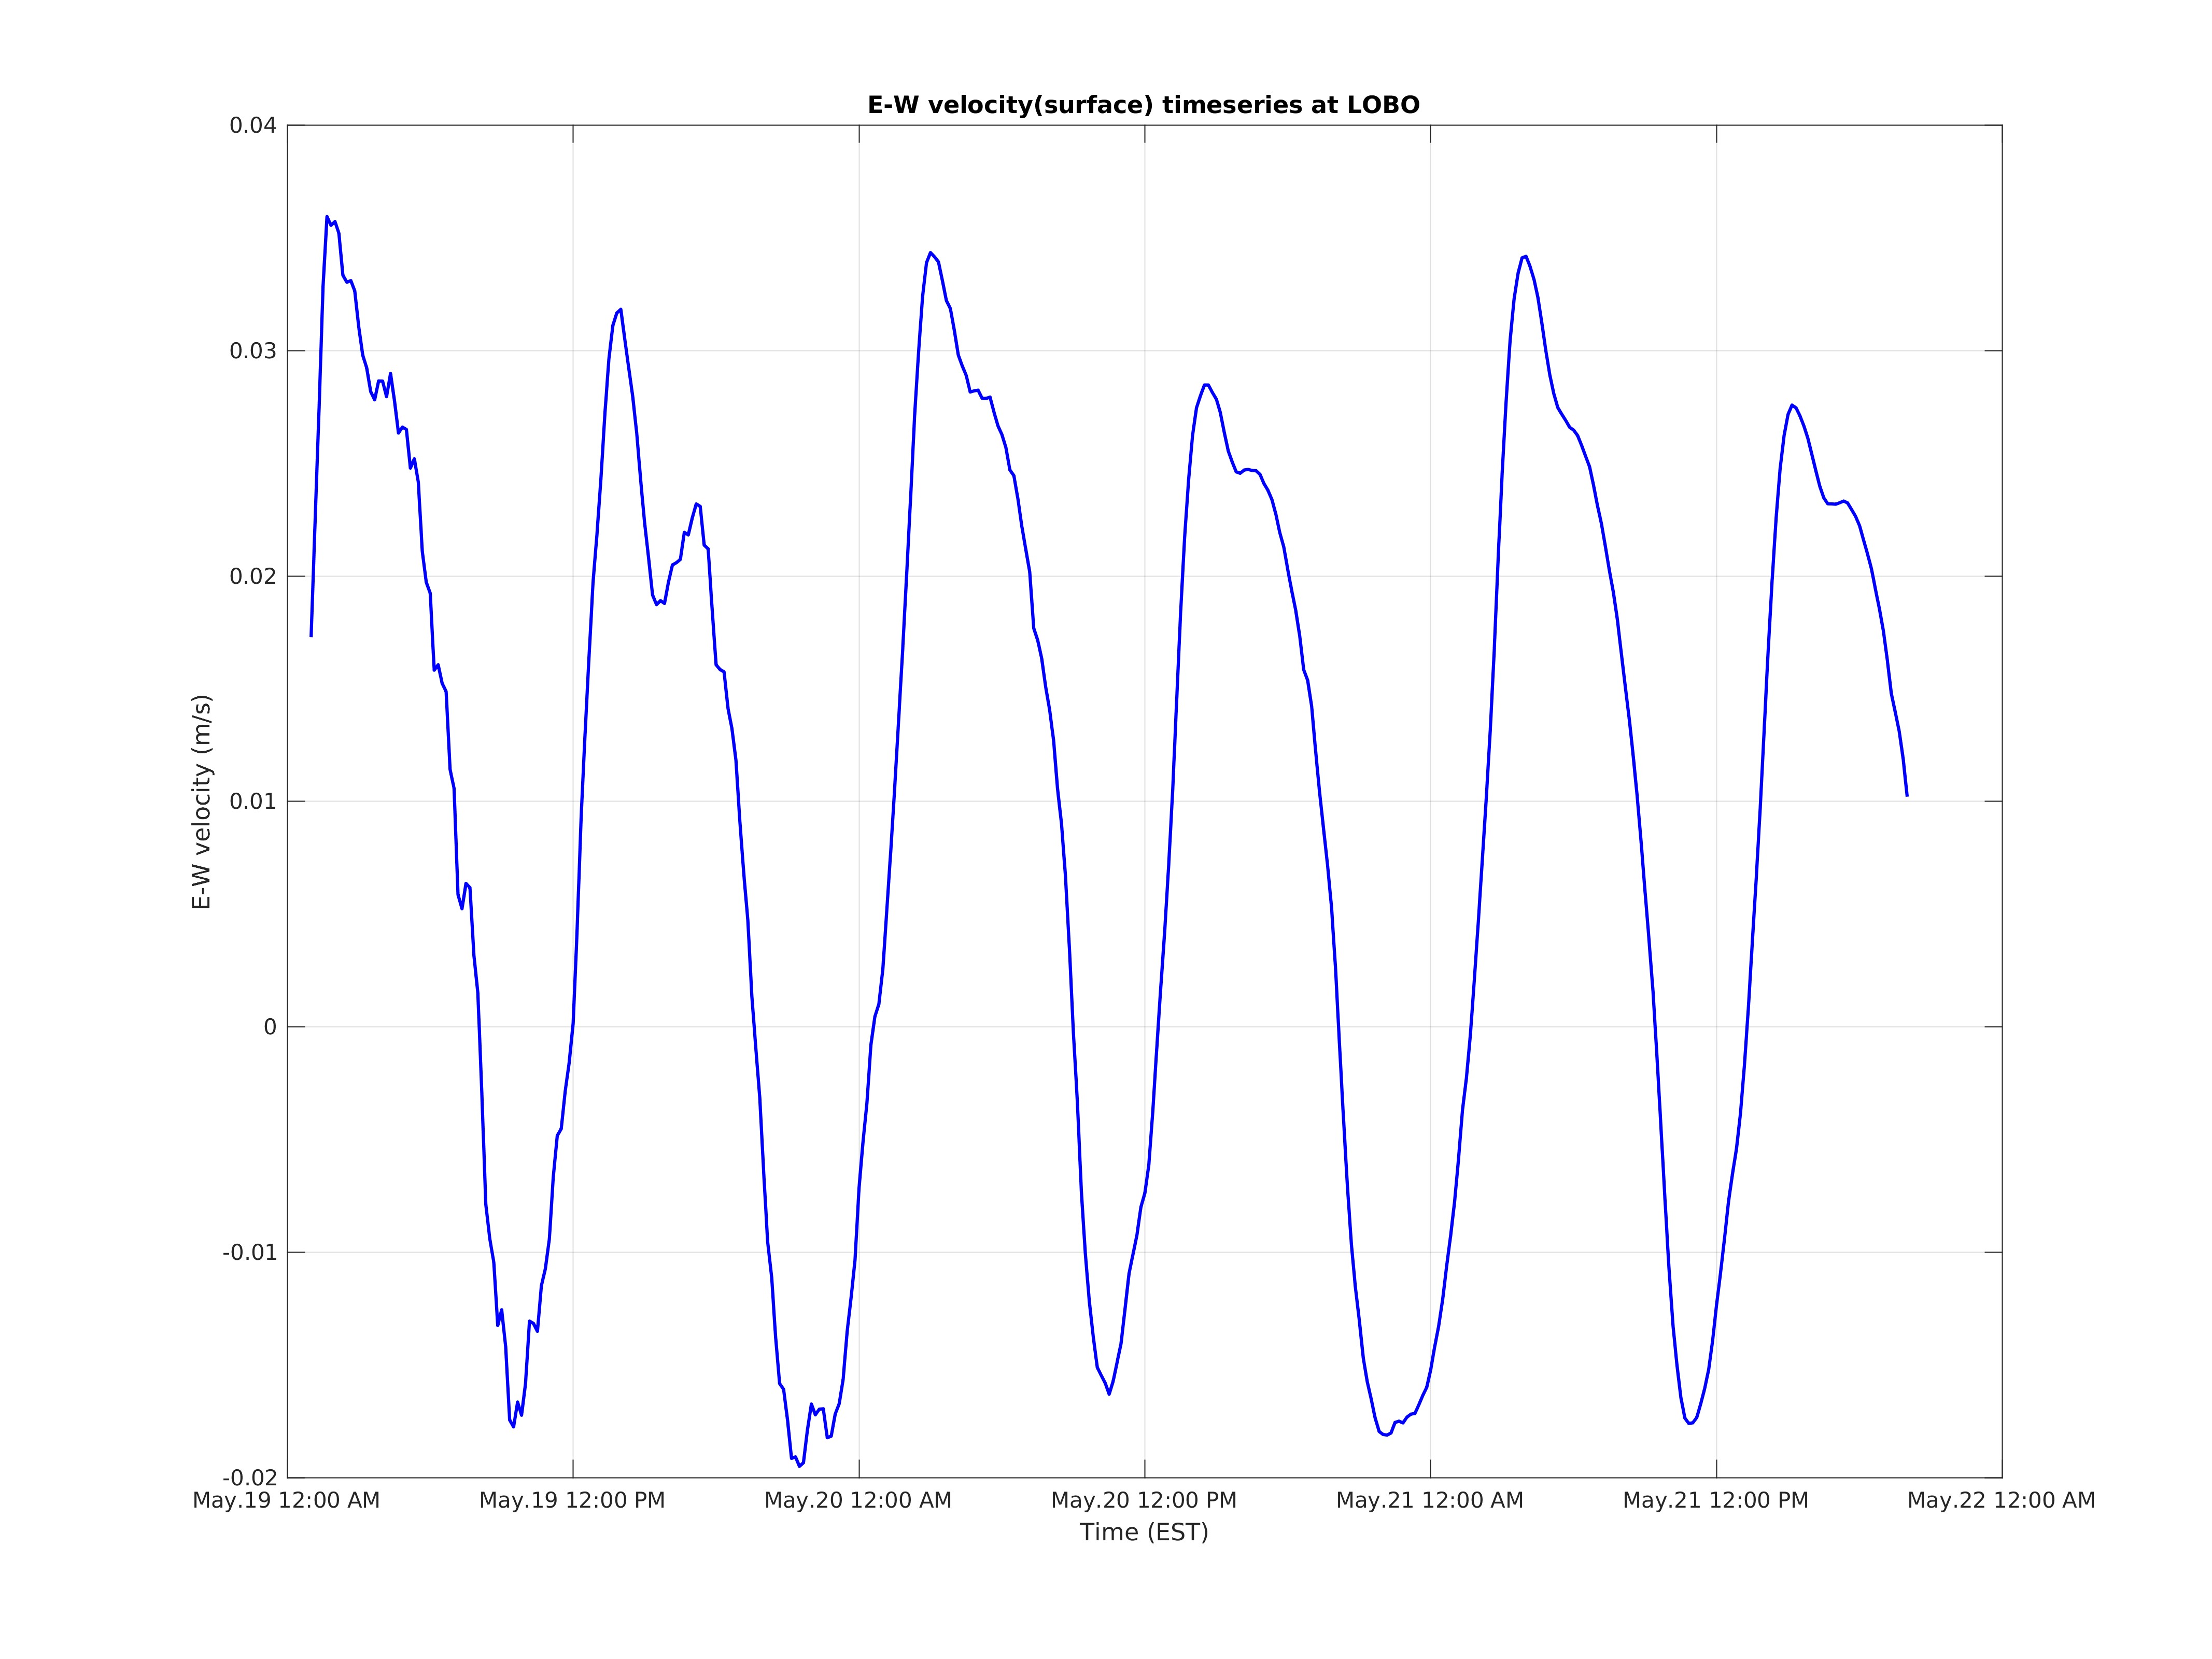 E-W velocity(surface) timeseries at LOBO
0.04
0.03
0.02
0.01
0
-0.01
-0.02
E-W velocity (m/s)
May.19 12:00 AM May.19 12:00 PM May.20 12:00 AM May.20 12:00 PM May.21 12:00 AM May.21 12:00 PM May.22 12:00 AM
Time (EST)